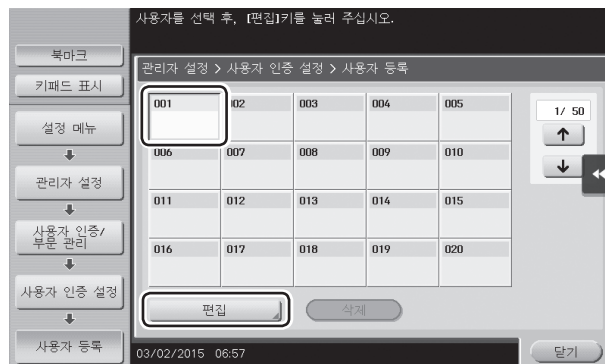 사용자를 선택 후, [편집]키를 눌러 주십시오.
북마크
키패드 표시
설정 메뉴
관리자 설정
사용자 인증/
부문 관리
사용자 인증 설정
사용자 등록
관리자 설정 > 사용자 인증 설정 > 사용자 등록
001 002 003 004 005
006 007 008 009 010
011 012 013 014 015
016 017 018 019 020
1/ 50
편집
삭제
03/02/2015 06:57
닫기